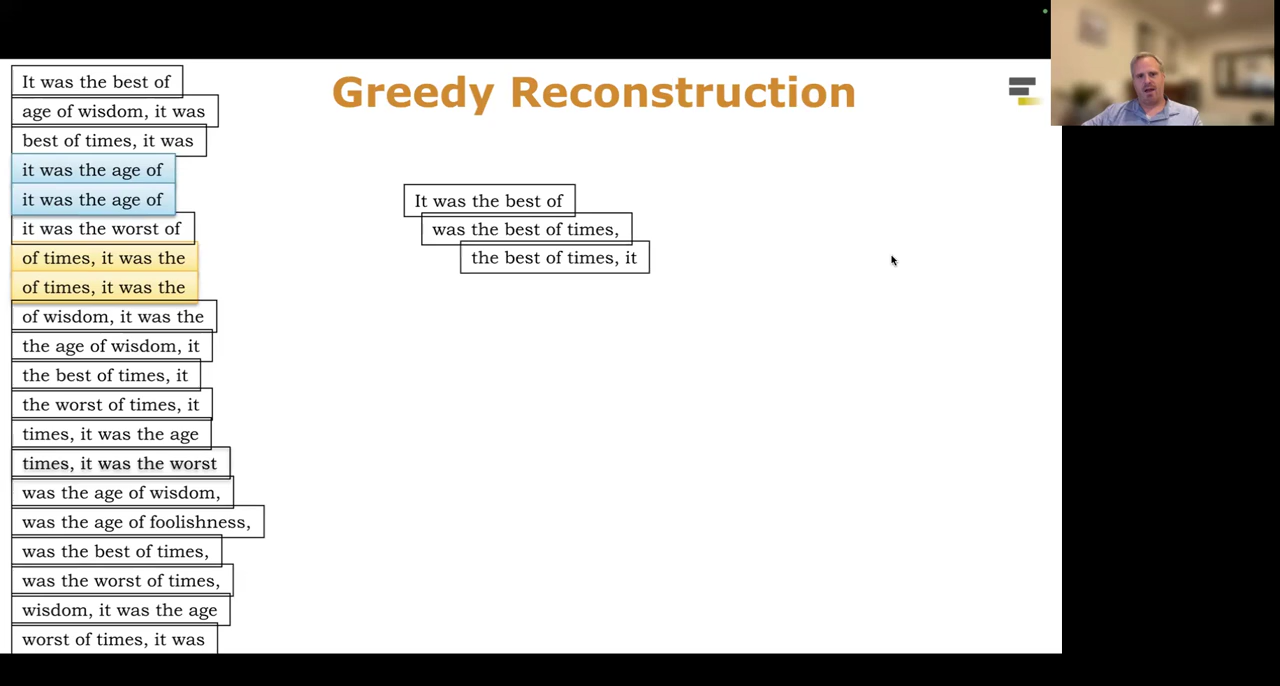 Greedy Reconstruction
It was the best of
age of wisdom, it was
best of times, it was
it was the age of
it was the age of
it was the worst of
of times, it was the
of times, it was the
of wisdom, it was the
the age of wisdom, it
the best of times, it
the worst of times, it
times, it was the age
times, it was the worst
was the age of wisdom,
was the age of foolishness,
was the best of times,
was the worst of times,
wisdom, it was the age
worst of times, it was
It was the best of
was the best of times,
the best of times, it